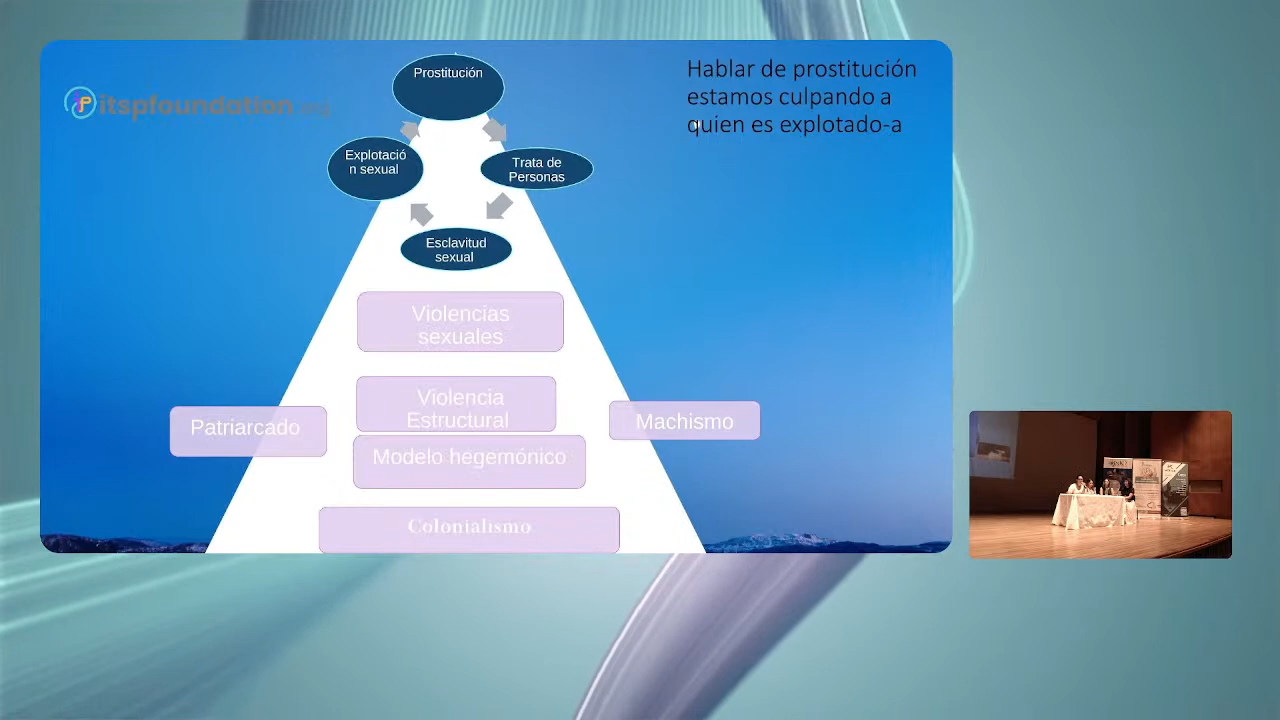 Prostitución
Hablar de prostitución
estamos culpando a
quien es explotado-a
itspfoundation.org
Explotació
n sexual
Trata de
Personas
Esclavitud
sexual
Violencias
sexuales
Violencia
Estructural
Patriarcado
Machismo
Modelo hegemónico
Colonialismo